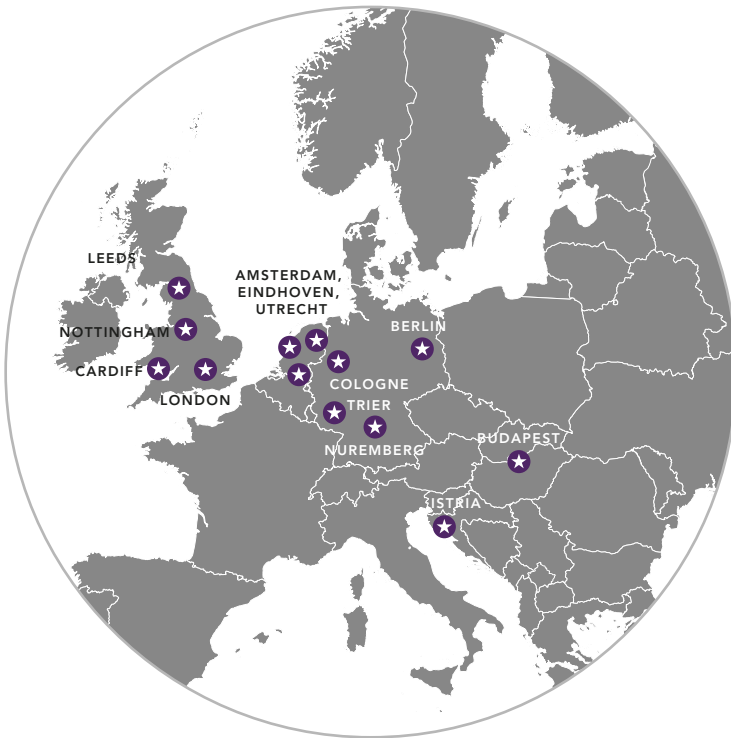 LEEDS
AMSTERDAM,
EINDHOVEN,
UTRECHT
NOTTINGHAM
BERLIN
CARDIFF
LONDON
COLOGNE
TRIER
NUREMBERG
BUDAPEST
ISTRIA